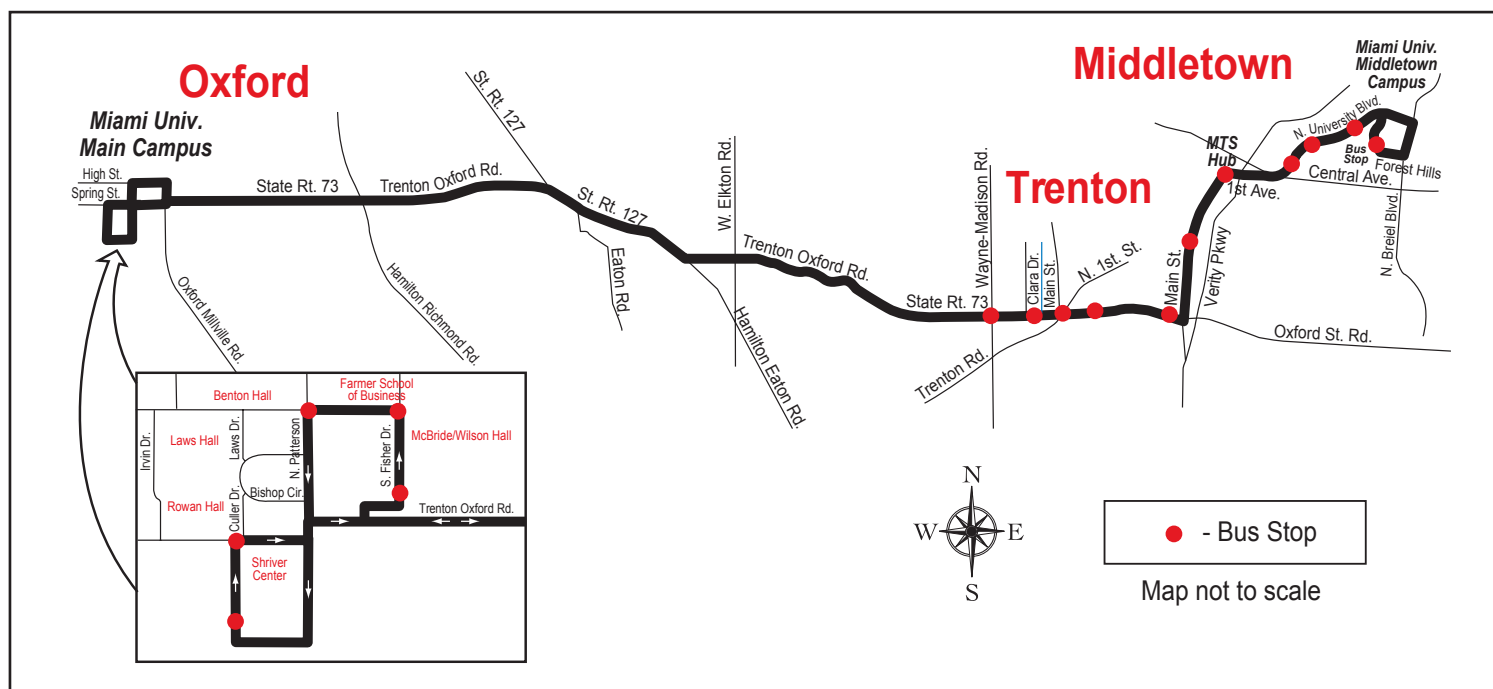 Oxford
Middletown
Trenton
Miami Univ.
Main Campus
High St.
Spring St.
State Rt. 73
Trenton Oxford Rd.
St. Rt. 127
St. Rt. 127
Oxford Millville Rd.
Hamilton Richmond Rd.
Eaton Rd.
W. Elkton Rd.
Hamilton Eaton Rd.
Trenton Oxford Rd.
State Rt. 73
Wayne-Madison Rd.
Clara Dr.
Main St.
N. 1st. St.
Trenton Rd.
Main St.
Verity Pkwy
Oxford St. Rd.
MTS
Hub
1st Ave.
Central Ave.
N. University Blvd.
Miami Univ.
Middletown
Campus
Bus
Stop
Forest Hills
N. Breiel Blvd.
Benton Hall
Farmer School
of Business
McBride/Wilson Hall
Laws Hall
Rowan Hall
Shriver
Center
Irvin Dr.
Laws Dr.
Culler Dr.
Bishop Cir.
N. Patterson
S. Fisher Dr.
Trenton Oxford Rd.
N
W
E
S
- Bus Stop
Map not to scale